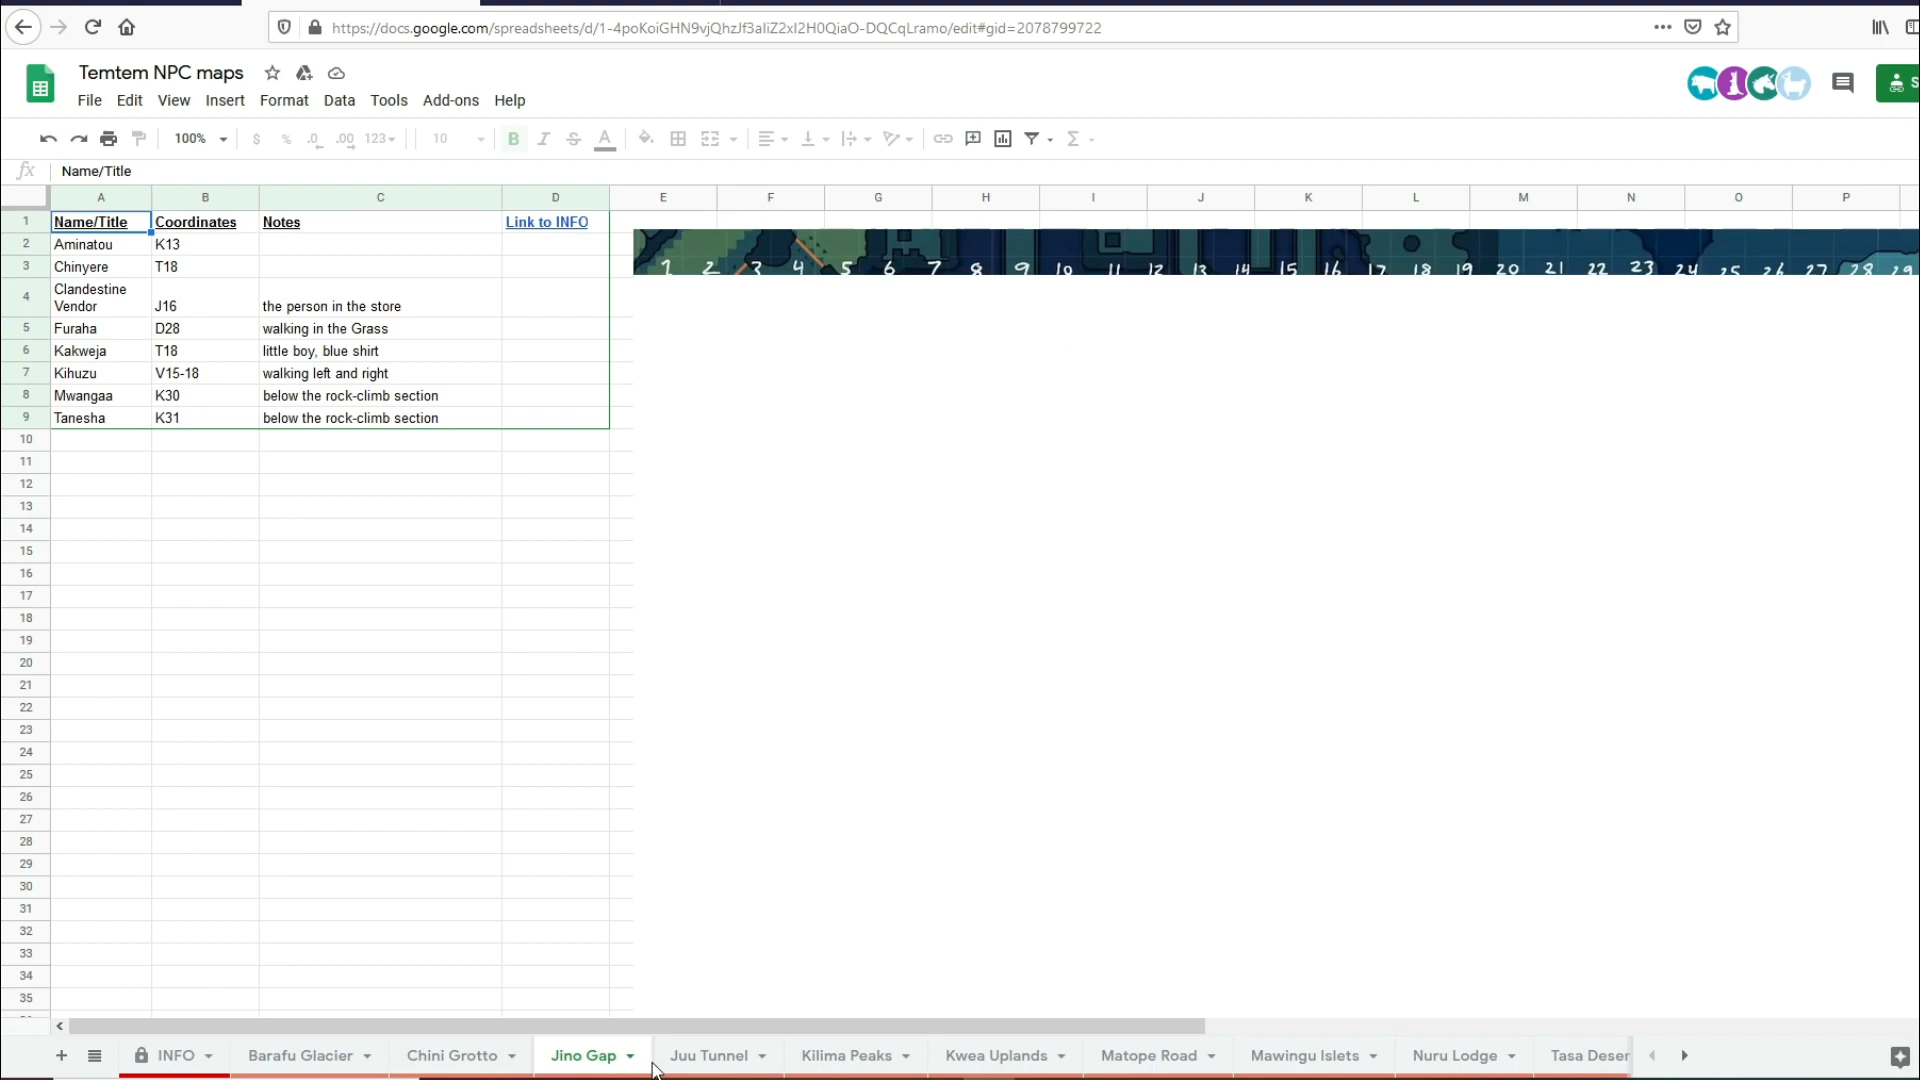 https://docs.google.com/spreadsheets/d/1-4poKoiGHN9vjQhzJf3aIiZ2xI2H0QiaO-DQCqLramo/edit#gid=2078799722
Temtem NPC maps
S
File Edit View Insert Format Data Tools Add-ons Help
100% $ % .0 .00 123 10 B I S A Σ
fx Name/Title
A B C D E F G H I J K L M N O P
1 Name/Title Coordinates Notes Link to INFO
2 Aminatou K13
3 Chinyere T18
1 2 3 4 5 6 7 8 9 10 11 12 13 14 15 16 17 18 19 20 21 22 23 24 25 26 27 28 29
Clandestine
4 Vendor J16 the person in the store
5 Furaha D28 walking in the Grass
6 Kakweja T18 little boy, blue shirt
7 Kihuzu V15-18 walking left and right
8 Mwangaa K30 below the rock-climb section
9 Tanesha K31 below the rock-climb section
10
11
12
13
14
15
16
17
18
19
20
21
22
23
24
25
26
27
28
29
30
31
32
33
34
35
INFO Barafu Glacier Chini Grotto Jino Gap Juu Tunnel Kilima Peaks Kwea Uplands Matope Road Mawingu Islets Nuru Lodge Tasa Deser